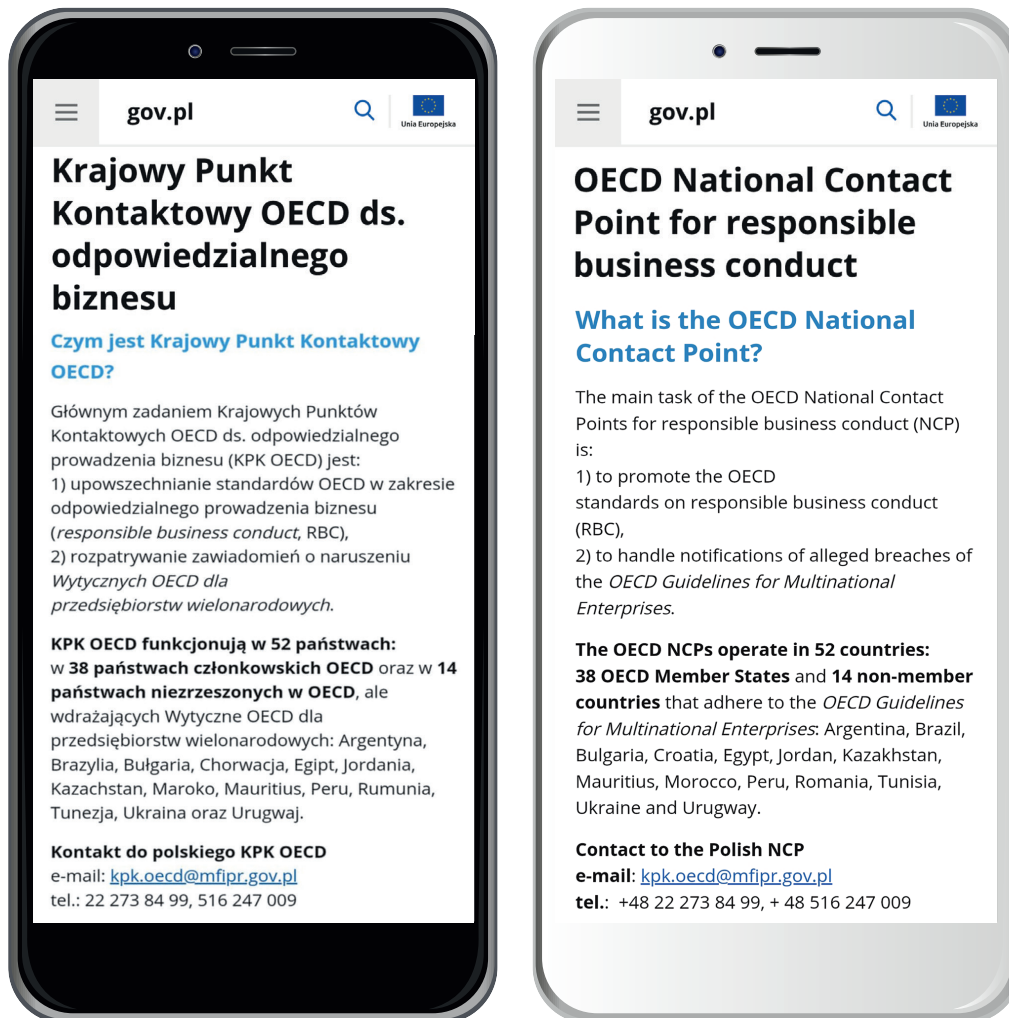 gov.pl
Unia Europejska
Krajowy Punkt
Kontaktowy OECD ds.
odpowiedzialnego
biznesu
Czym jest Krajowy Punkt Kontaktowy
OECD?
Głównym zadaniem Krajowych Punktów
Kontaktowych OECD ds. odpowiedzialnego
prowadzenia biznesu (KPK OECD) jest:
1) upowszechnianie standardów OECD w zakresie
odpowiedzialnego prowadzenia biznesu
(responsible business conduct, RBC),
2) rozpatrywanie zawiadomień o naruszeniu
Wytycznych OECD dla
przedsiębiorstw wielonarodowych.
KPK OECD funkcjonują w 52 państwach:
w 38 państwach członkowskich OECD oraz w 14
państwach niezrzeszonych w OECD, ale
wdrażających Wytyczne OECD dla
przedsiębiorstw wielonarodowych: Argentyna,
Brazylia, Bułgaria, Chorwacja, Egipt, Jordania,
Kazachstan, Maroko, Mauritius, Peru, Rumunia,
Tunezja, Ukraina oraz Urugwaj.
Kontakt do polskiego KPK OECD
e-mail: kpk.oecd@mfipr.gov.pl
tel.: 22 273 84 99, 516 247 009
gov.pl
Unia Europejska
OECD National Contact
Point for responsible
business conduct
What is the OECD National
Contact Point?
The main task of the OECD National Contact
Points for responsible business conduct (NCP)
is:
1) to promote the OECD
standards on responsible business conduct
(RBC),
2) to handle notifications of alleged breaches of
the OECD Guidelines for Multinational
Enterprises.
The OECD NCPs operate in 52 countries:
38 OECD Member States and 14 non-member
countries that adhere to the OECD Guidelines
for Multinational Enterprises: Argentina, Brazil,
Bulgaria, Croatia, Egypt, Jordan, Kazakhstan,
Mauritius, Morocco, Peru, Romania, Tunisia,
Ukraine and Urugway.
Contact to the Polish NCP
e-mail: kpk.oecd@mfipr.gov.pl
tel.: +48 22 273 84 99, + 48 516 247 009